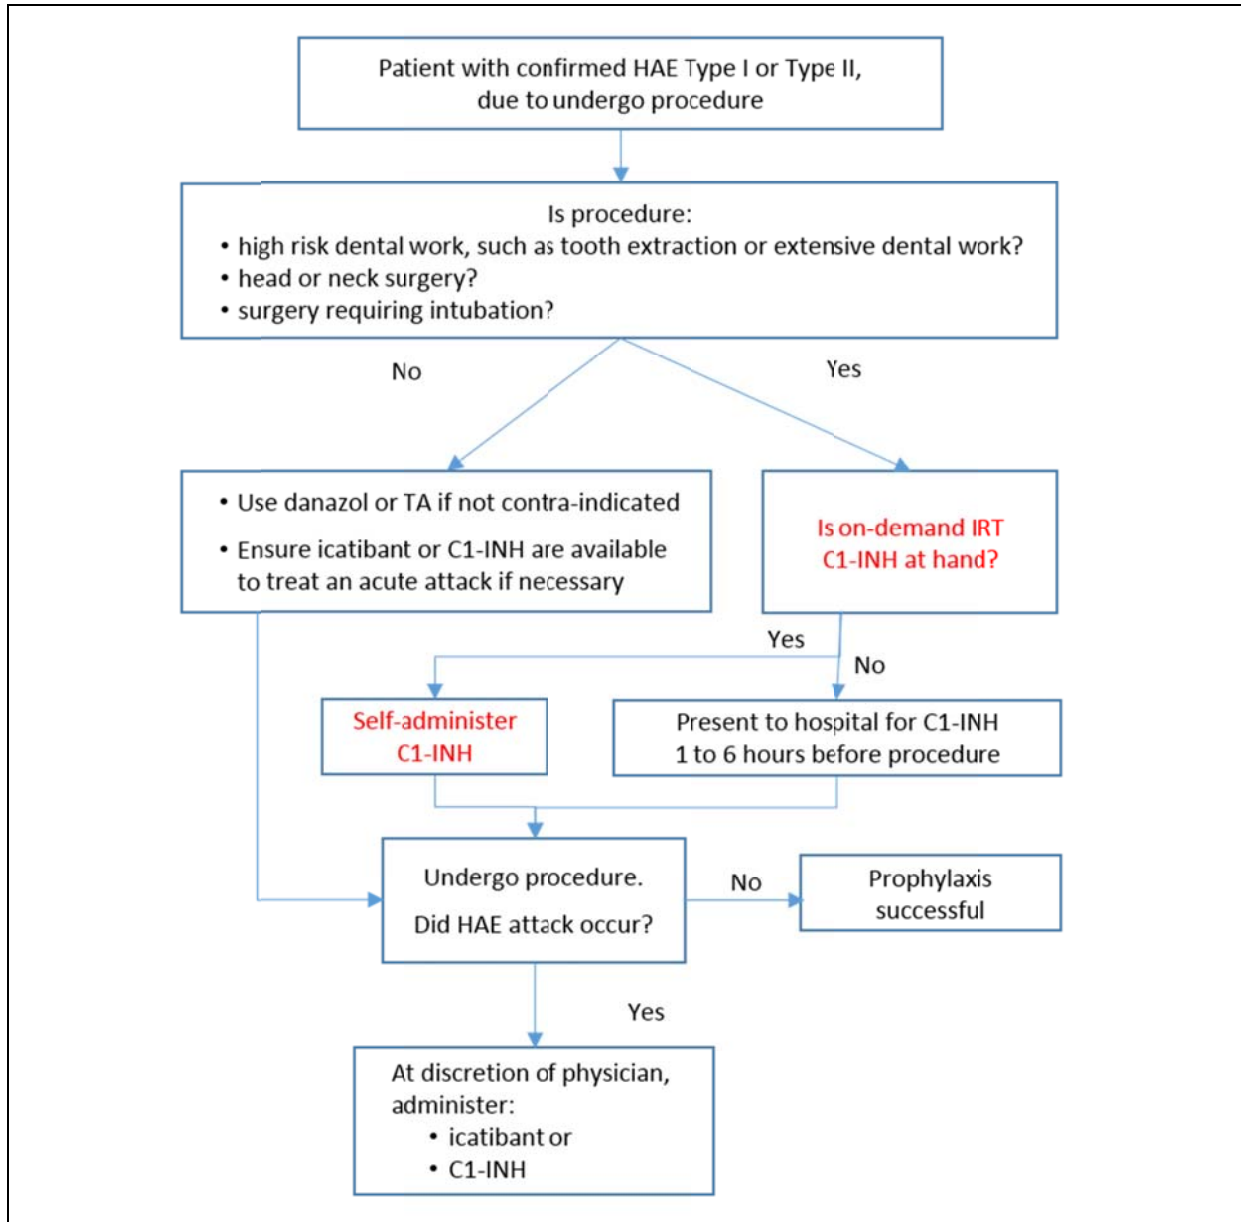 Patient with confirmed HAE Type I or Type II,
due to undergo procedure
Is procedure:
• high risk dental work, such as tooth extraction or extensive dental work?
• head or neck surgery?
• surgery requiring intubation?
No
Yes
• Use danazol or TA if not contra-indicated
• Ensure icatibant or C1-INH are available
to treat an acute attack if necessary
Is on-demand IRT
C1-INH at hand?
Yes
No
Self-administer
C1-INH
Present to hospital for C1-INH
1 to 6 hours before procedure
Undergo procedure.
Did HAE attack occur?
No
Prophylaxis
successful
Yes
At discretion of physician,
administer:
• icatibant or
• C1-INH